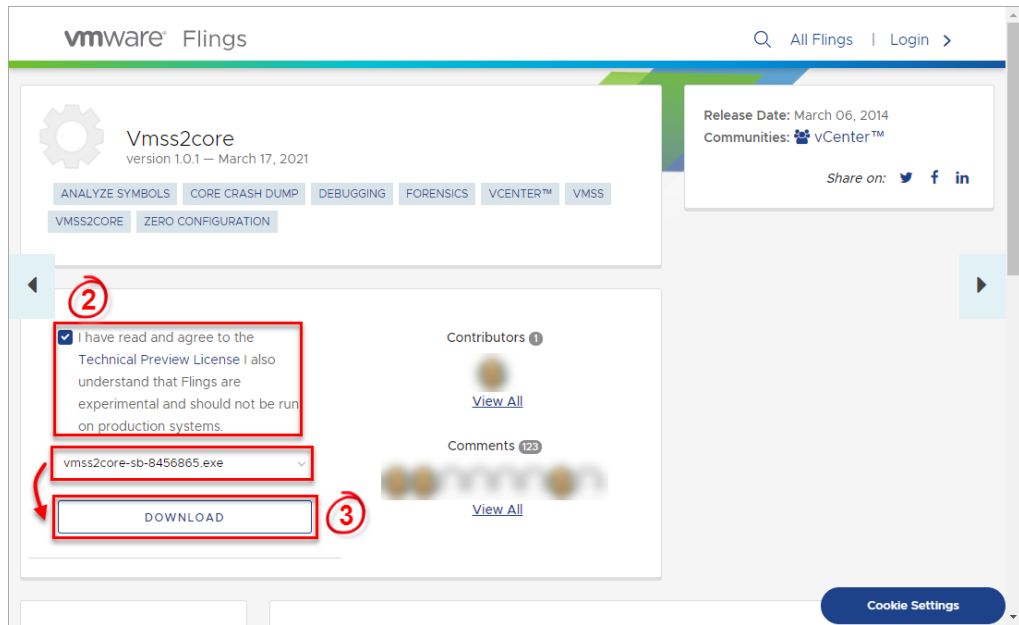 vmware® Flings
All Flings | Login
Vmss2core
version 1.0.1 — March 17, 2021
ANALYZE SYMBOLS CORE CRASH DUMP DEBUGGING FORENSICS VCENTER™ VMSS
VMSS2CORE ZERO CONFIGURATION
Release Date: March 06, 2014
Communities: vCenter™
Share on:
2
I have read and agree to the
Technical Preview License I also
understand that Flings are
experimental and should not be run
on production systems.
vmss2core-sb-8456865.exe
DOWNLOAD
3
Contributors 1
View All
Comments 123
View All
Cookie Settings